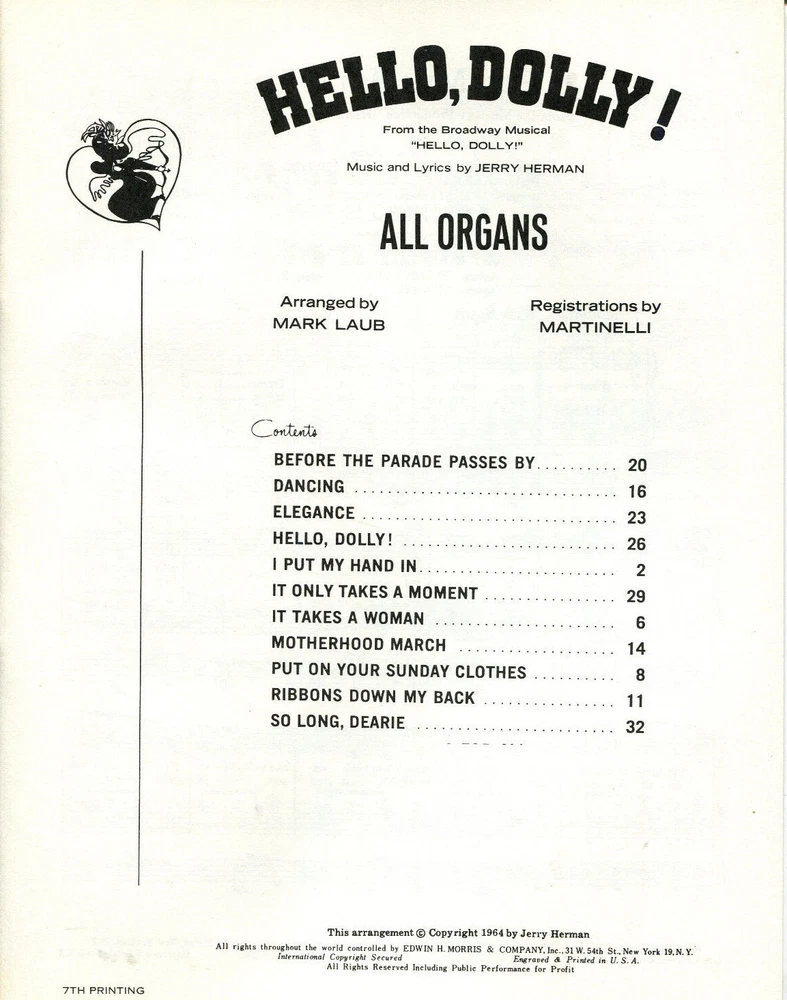 HELLO, DOLLY!
From the Broadway Musical
"HELLO, DOLLY!"
Music and Lyrics by JERRY HERMAN
ALL ORGANS
Arranged by
MARK LAUB
Registrations by
MARTINELLI
Contents
BEFORE THE PARADE PASSES BY.......... 20
DANCING ................................. 16
ELEGANCE ................................ 23
HELLO, DOLLY! ........................... 26
I PUT MY HAND IN......................... 2
IT ONLY TAKES A MOMENT ................. 29
IT TAKES A WOMAN ....................... 6
MOTHERHOOD MARCH .................... 14
PUT ON YOUR SUNDAY CLOTHES .......... 8
RIBBONS DOWN MY BACK ................. 11
SO LONG, DEARIE ......................... 32
This arrangement © Copyright 1964 by Jerry Herman
All rights throughout the world controlled by EDWIN H. MORRIS & COMPANY, Inc., 31 W. 54th St., New York 19, N.Y.
International Copyright Secured Engraved & Printed in U.S.A.
All Rights Reserved Including Public Performance for Profit
7TH PRINTING